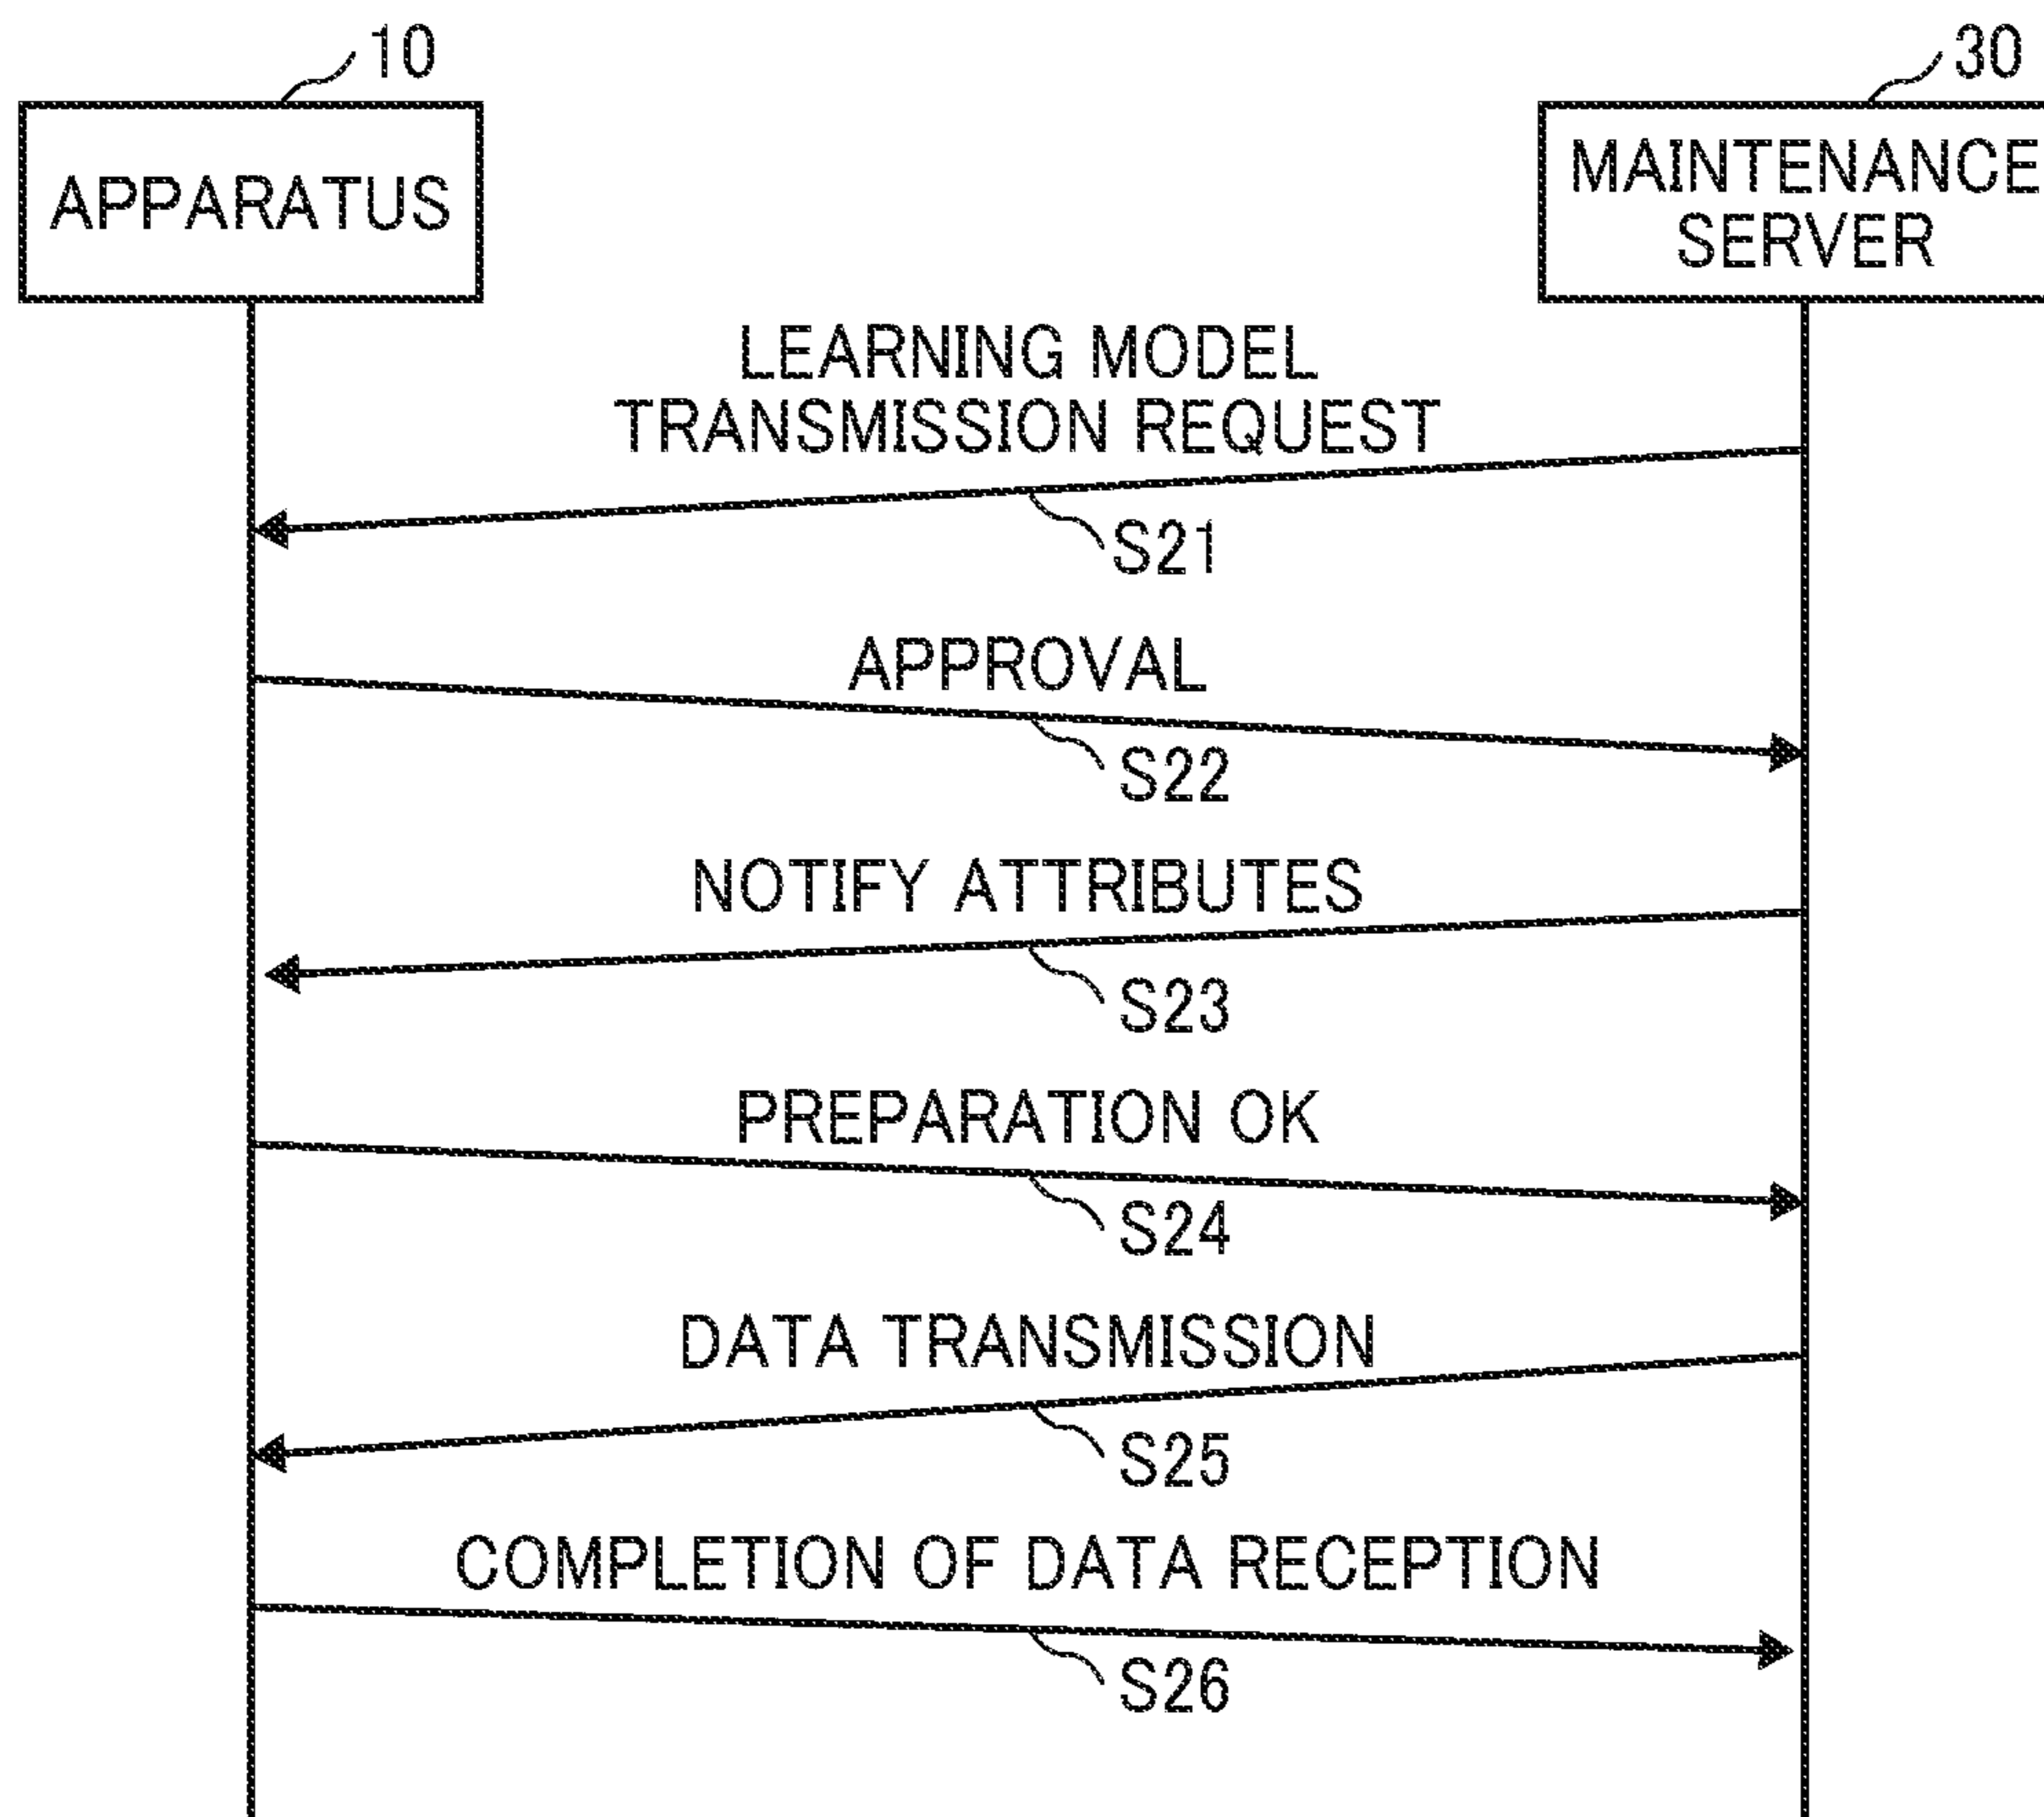 10
30
APPARATUS
MAINTENANCE
SERVER
LEARNING MODEL
TRANSMISSION REQUEST
S21
APPROVAL
S22
NOTIFY ATTRIBUTES
S23
PREPARATION OK
S24
DATA TRANSMISSION
S25
COMPLETION OF DATA RECEPTION
S26